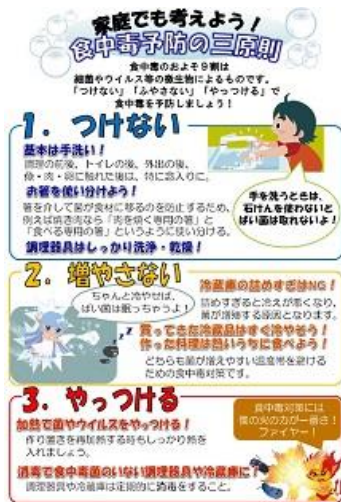 家庭でも考えよう！
食中毒予防の三原則
食中毒のおよそ９割は
細菌やウイルス等の微生物によるものです。
「つけない」「ふやさない」「やっつける」で
食中毒を予防しましょう！
１．つけない
基本は手洗い！
調理の前後、トイレの後、外出の後、
魚・肉・卵に触れた後は、特に念入りに。
お箸を使い分けよう！
箸を介して菌が食材に移るのを防止するため、
例えば焼き肉なら「肉を焼く専用の箸」と
「食べる専用の箸」というように使い分ける。
調理器具はしっかり洗浄・乾燥！
手を洗うときは、
石けんを使わないと
ばい菌は取れないよ！
２．増やさない
ちゃんと冷やせば、
ばい菌は眠っちゃうよ！
冷蔵庫の詰めすぎはNG！
詰めすぎると冷えが悪くなり、
菌が増殖する原因となります。
買ってきた冷蔵品はすぐ冷やそう！
作った料理は熱いうちに食べよう！
どちらも菌が増えやすい温度帯を避ける
ための食中毒対策です。
３．やっつける
加熱で菌やウイルスをやっつける！
作り置きを再加熱する時もしっかり熱を
入れましょう。
消毒で食中毒菌のいない調理器具や冷蔵庫に！
調理器具や冷蔵庫は定期的に消毒をすること。
食中毒対策には
僕の火の力が一番さ！
ファイヤー！